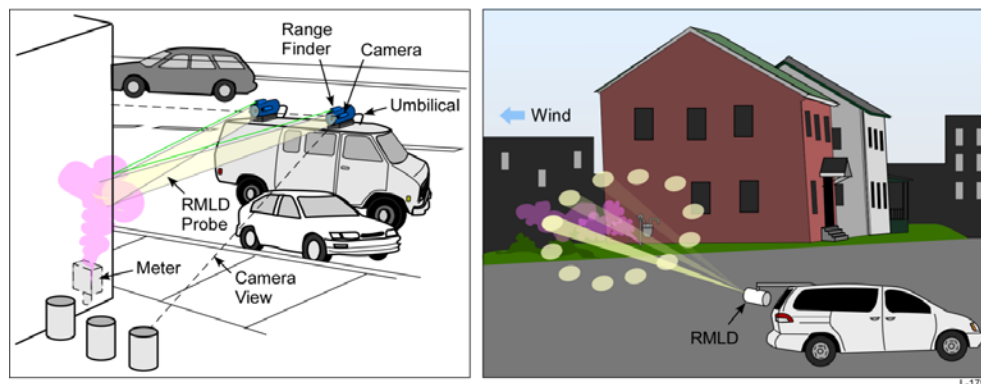 Range
Finder
Camera
Umbilical
RMLD
Probe
Meter
Camera
View
Wind
RMLD